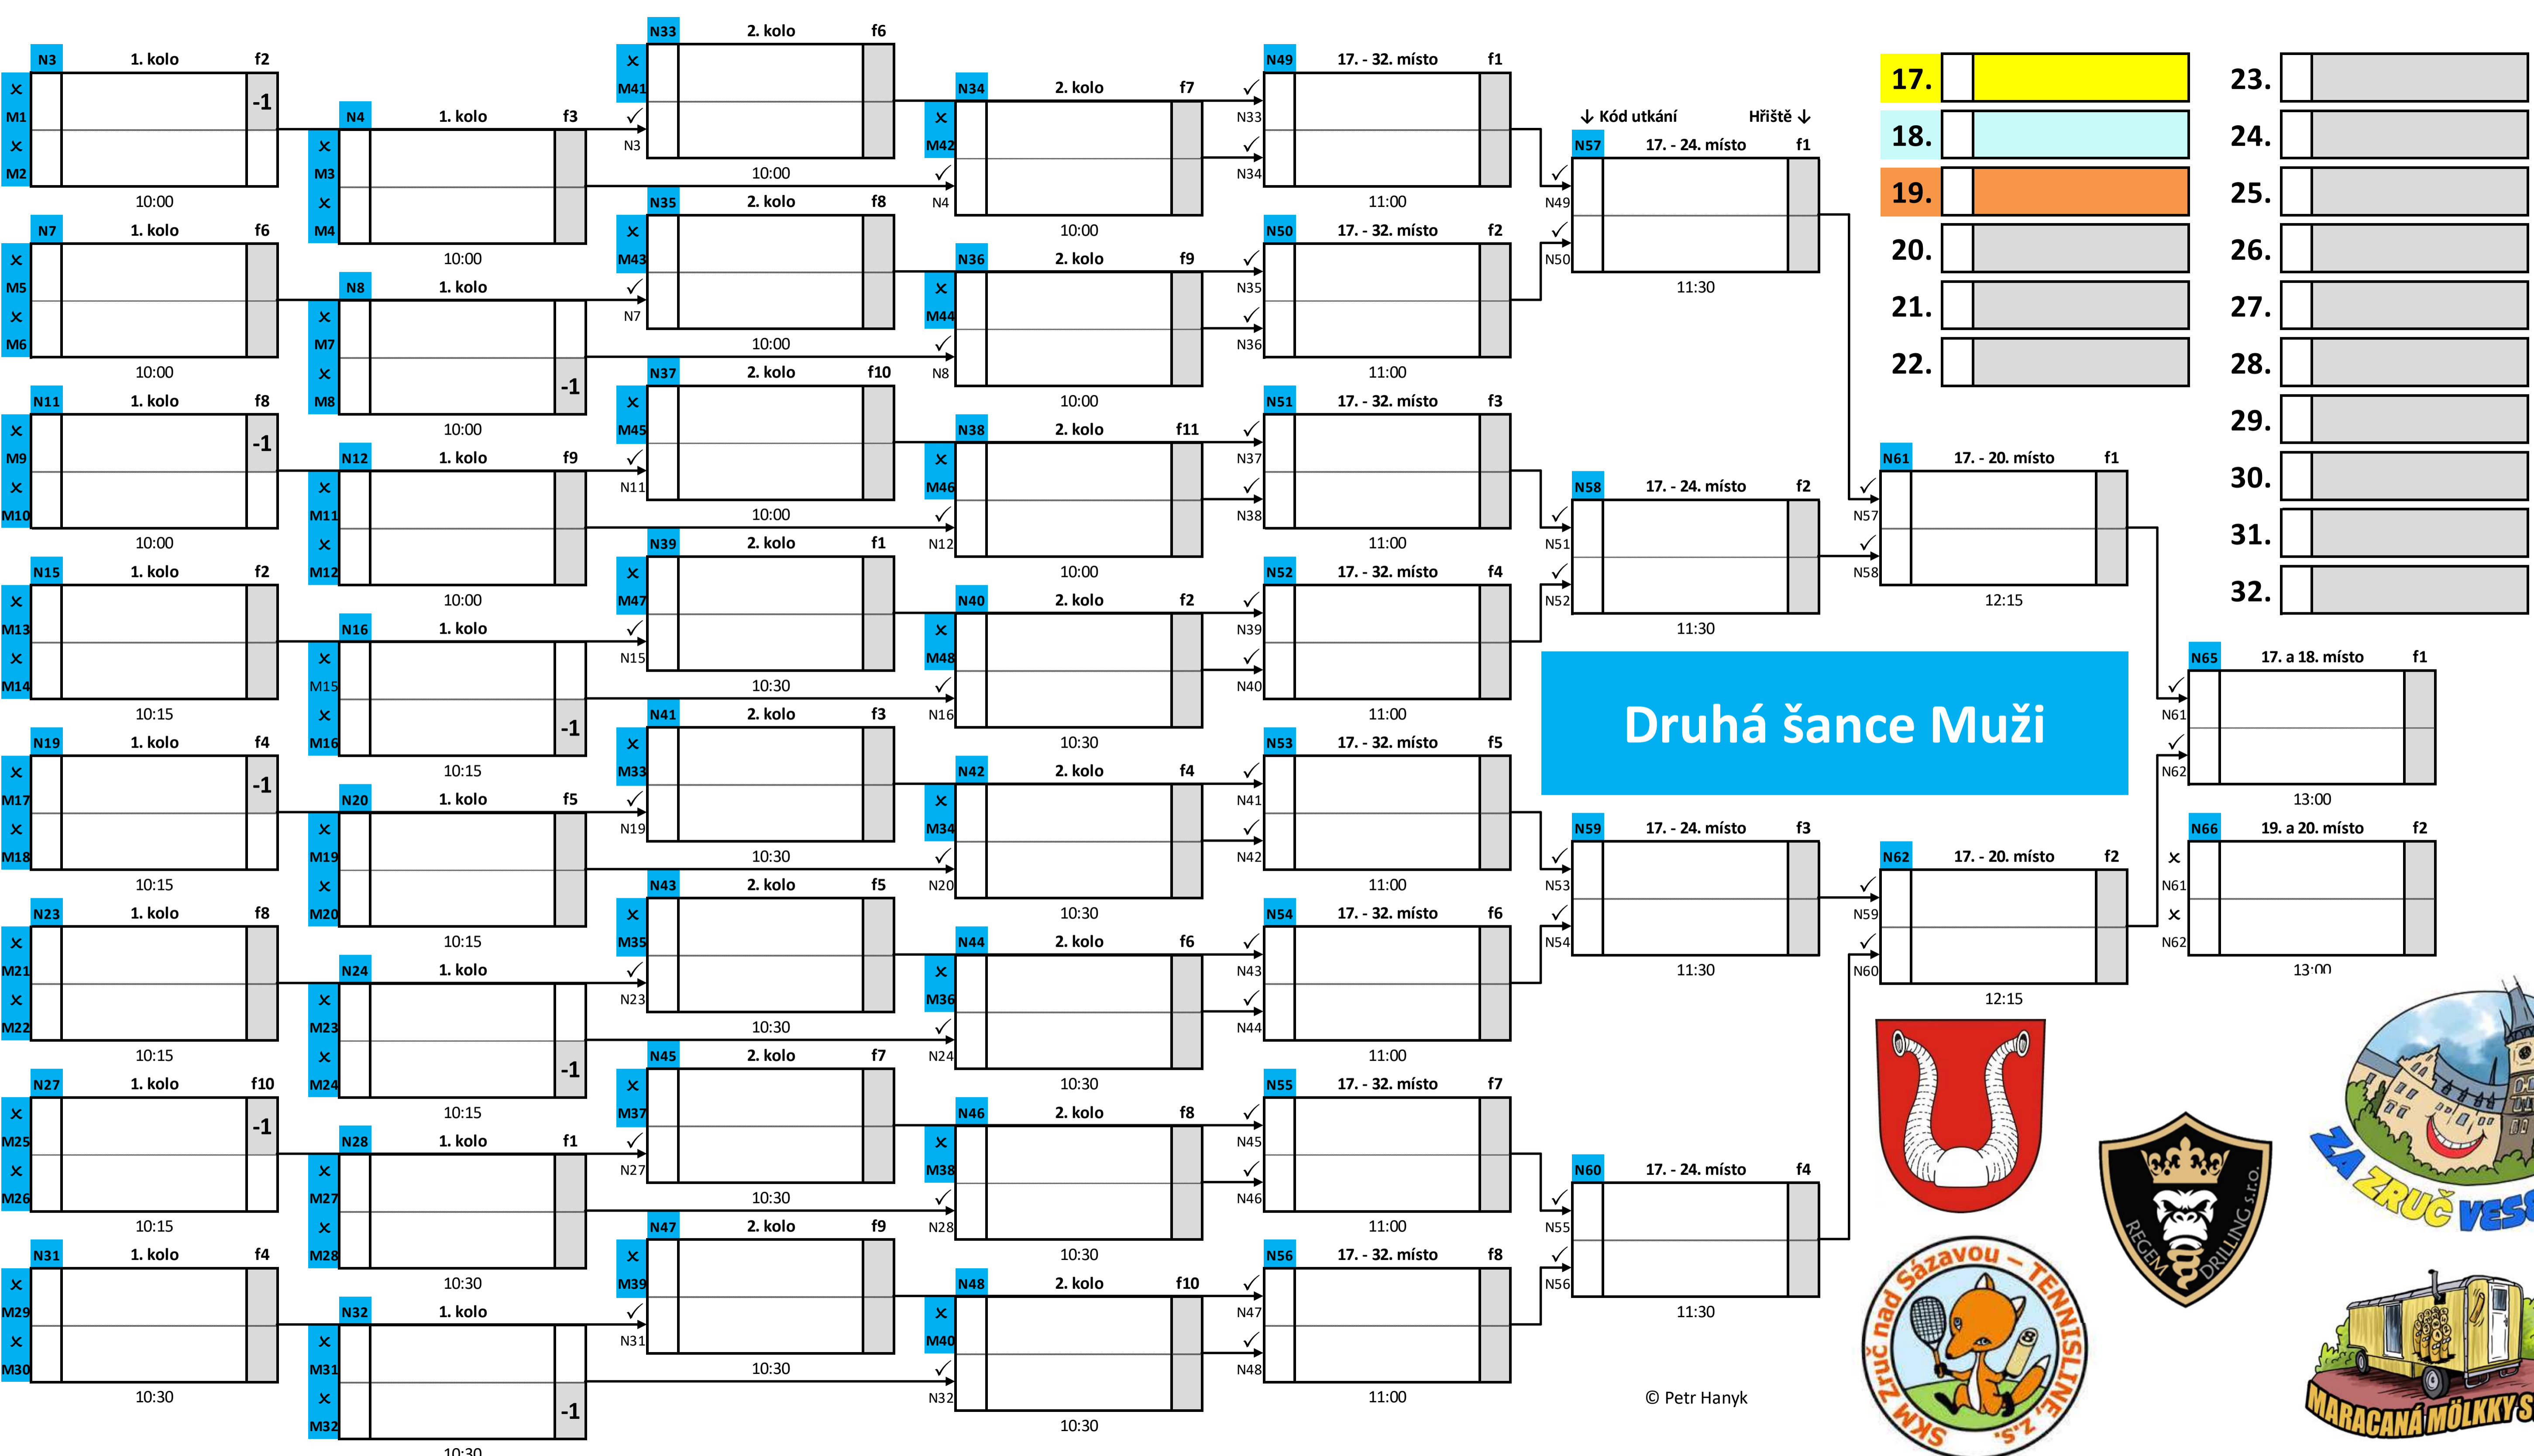 N3 1. kolo f2
× M1
-1
× M2
10:00
N7 1. kolo f6
× M5
× M6
10:00
N11 1. kolo f8
× M9
-1
× M10
10:00
N15 1. kolo f2
× M13
× M14
10:15
N19 1. kolo f4
× M17
-1
× M18
10:15
N23 1. kolo f8
× M21
× M22
10:15
N27 1. kolo f10
× M25
-1
× M26
10:15
N31 1. kolo f4
× M29
× M30
10:30
N4 1. kolo f3
× M3
× M4
10:00
N8 1. kolo
× M7
× M8
-1
10:00
N12 1. kolo f9
× M11
× M12
10:00
N16 1. kolo
× M15
× M16
-1
10:15
N20 1. kolo f5
× M19
× M20
10:15
N24 1. kolo
× M23
× M24
-1
10:15
N28 1. kolo f1
× M27
× M28
10:30
N32 1. kolo
× M31
× M32
-1
10:30
N33 2. kolo f6
× M41
✓ N3
10:00
N35 2. kolo f8
× M43
✓ N7
10:00
N37 2. kolo f10
× M45
✓ N11
10:00
N39 2. kolo f1
× M47
✓ N15
10:30
N41 2. kolo f3
× M33
✓ N19
10:30
N43 2. kolo f5
× M35
✓ N23
10:30
N45 2. kolo f7
× M37
✓ N27
10:30
N47 2. kolo f9
× M39
✓ N31
10:30
N34 2. kolo f7
× M42
✓ N4
10:00
N36 2. kolo f9
× M44
✓ N8
10:00
N38 2. kolo f11
× M46
✓ N12
10:00
N40 2. kolo f2
× M48
✓ N16
10:30
N42 2. kolo f4
× M34
✓ N20
10:30
N44 2. kolo f6
× M36
✓ N24
10:30
N46 2. kolo f8
× M38
✓ N28
10:30
N48 2. kolo f10
× M40
✓ N32
10:30
N49 17. - 32. místo f1
✓ N33
✓ N34
11:00
N50 17. - 32. místo f2
✓ N35
✓ N36
11:00
N51 17. - 32. místo f3
✓ N37
✓ N38
11:00
N52 17. - 32. místo f4
✓ N39
✓ N40
11:00
N53 17. - 32. místo f5
✓ N41
✓ N42
11:00
N54 17. - 32. místo f6
✓ N43
✓ N44
11:00
N55 17. - 32. místo f7
✓ N45
✓ N46
11:00
N56 17. - 32. místo f8
✓ N47
✓ N48
11:00
↓ Kód utkání Hřiště ↓
N57 17. - 24. místo f1
✓ N49
✓ N50
11:30
N58 17. - 24. místo f2
✓ N51
✓ N52
11:30
Druhá šance Muži
N59 17. - 24. místo f3
✓ N53
✓ N54
11:30
N60 17. - 24. místo f4
✓ N55
✓ N56
11:30
© Petr Hanyk
17.
18.
19.
20.
21.
22.
23.
24.
25.
26.
27.
28.
29.
30.
31.
32.
N61 17. - 20. místo f1
✓ N57
✓ N58
12:15
N62 17. - 20. místo f2
✓ N59
✓ N60
12:15
N65 17. a 18. místo f1
✓ N61
✓ N62
13:00
N66 19. a 20. místo f2
× N61
× N62
13:00
ZA ZRUČ
REGEM DRILLING s.r.o.
SKM Zruč nad Sázavou – TENNISLINE, z.s.
8
MARACANÁ MÖLKKY